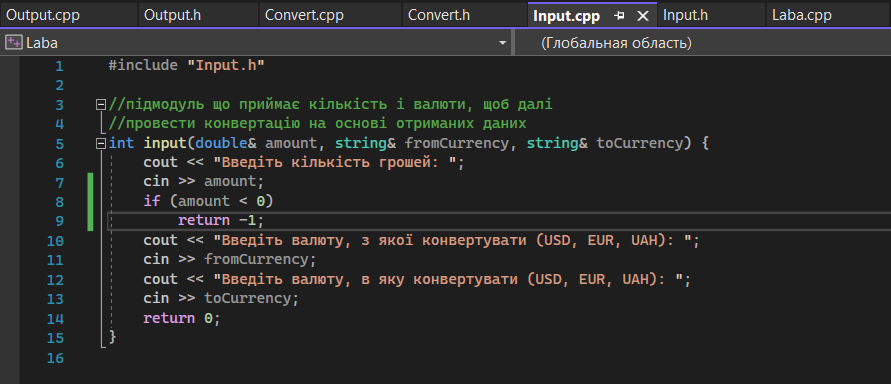 Output.cpp Output.h Convert.cpp Convert.h Input.cpp Input.h Laba.cpp
Laba (Глобальная область)
1 #include "Input.h"
2
3 //підмодуль що приймає кількість і валюти, щоб далі
4 //провести конвертацію на основі отриманих даних
5 int input(double& amount, string& fromCurrency, string& toCurrency) {
6 cout << "Введіть кількість грошей: ";
7 cin >> amount;
8 if (amount < 0)
9 return -1;
10 cout << "Введіть валюту, з якої конвертувати (USD, EUR, UAH): ";
11 cin >> fromCurrency;
12 cout << "Введіть валюту, в яку конвертувати (USD, EUR, UAH): ";
13 cin >> toCurrency;
14 return 0;
15 }
16